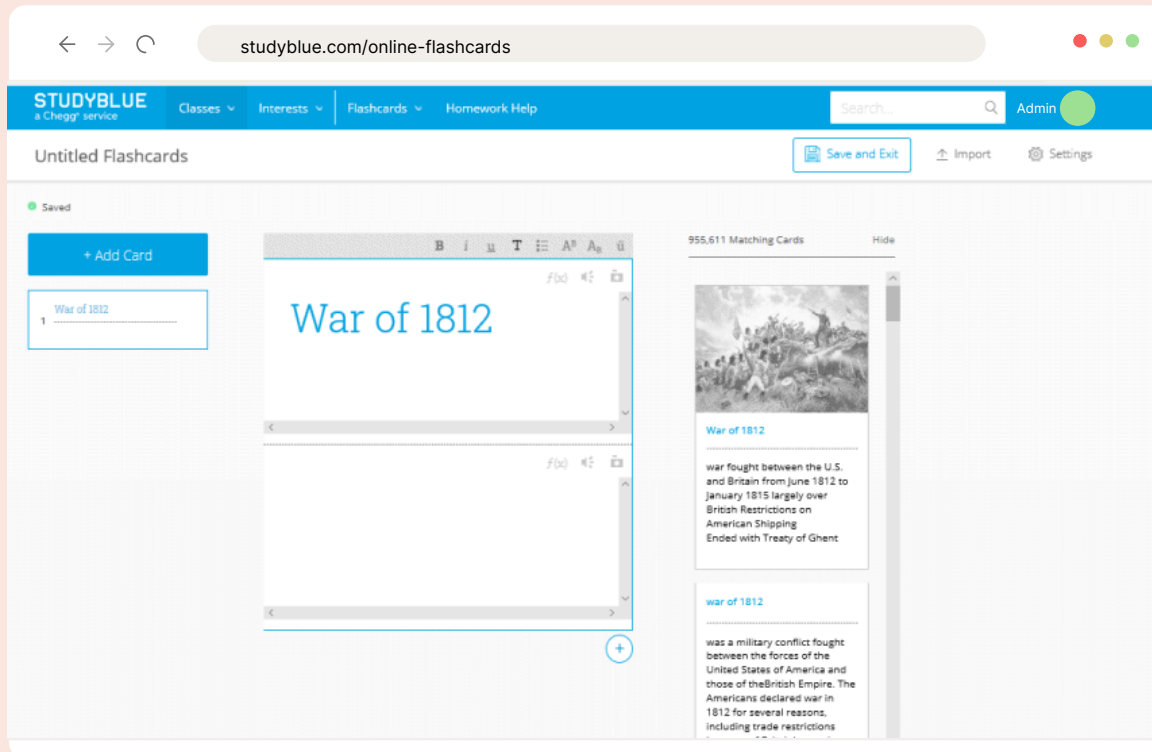 studyblue.com/online-flashcards
STUDYBLUE
a Chegg® service
Classes
Interests
Flashcards
Homework Help
Search...
Admin
Untitled Flashcards
Save and Exit
Import
Settings
Saved
+ Add Card
1
War of 1812
B i u T Aᴮ A_B ü
f(x)
War of 1812
f(x)
+
955,611 Matching Cards
Hide
War of 1812
war fought between the U.S.
and Britain from June 1812 to
January 1815 largely over
British Restrictions on
American Shipping
Ended with Treaty of Ghent
war of 1812
was a military conflict fought
between the forces of the
United States of America and
those of theBritish Empire. The
Americans declared war in
1812 for several reasons,
including trade restrictions